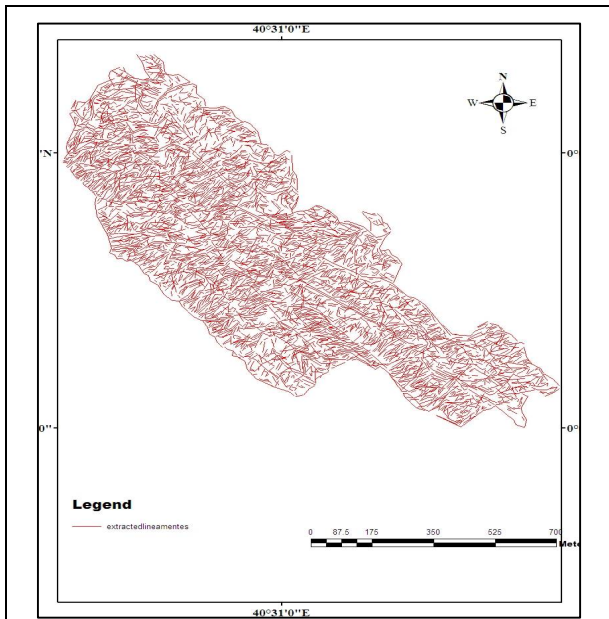 40°31'0"E
N
W E
S
'N 0°
0" 0°
Legend
extractedlineamentes
0 87.5 175 350 525 700
Mete
40°31'0"E